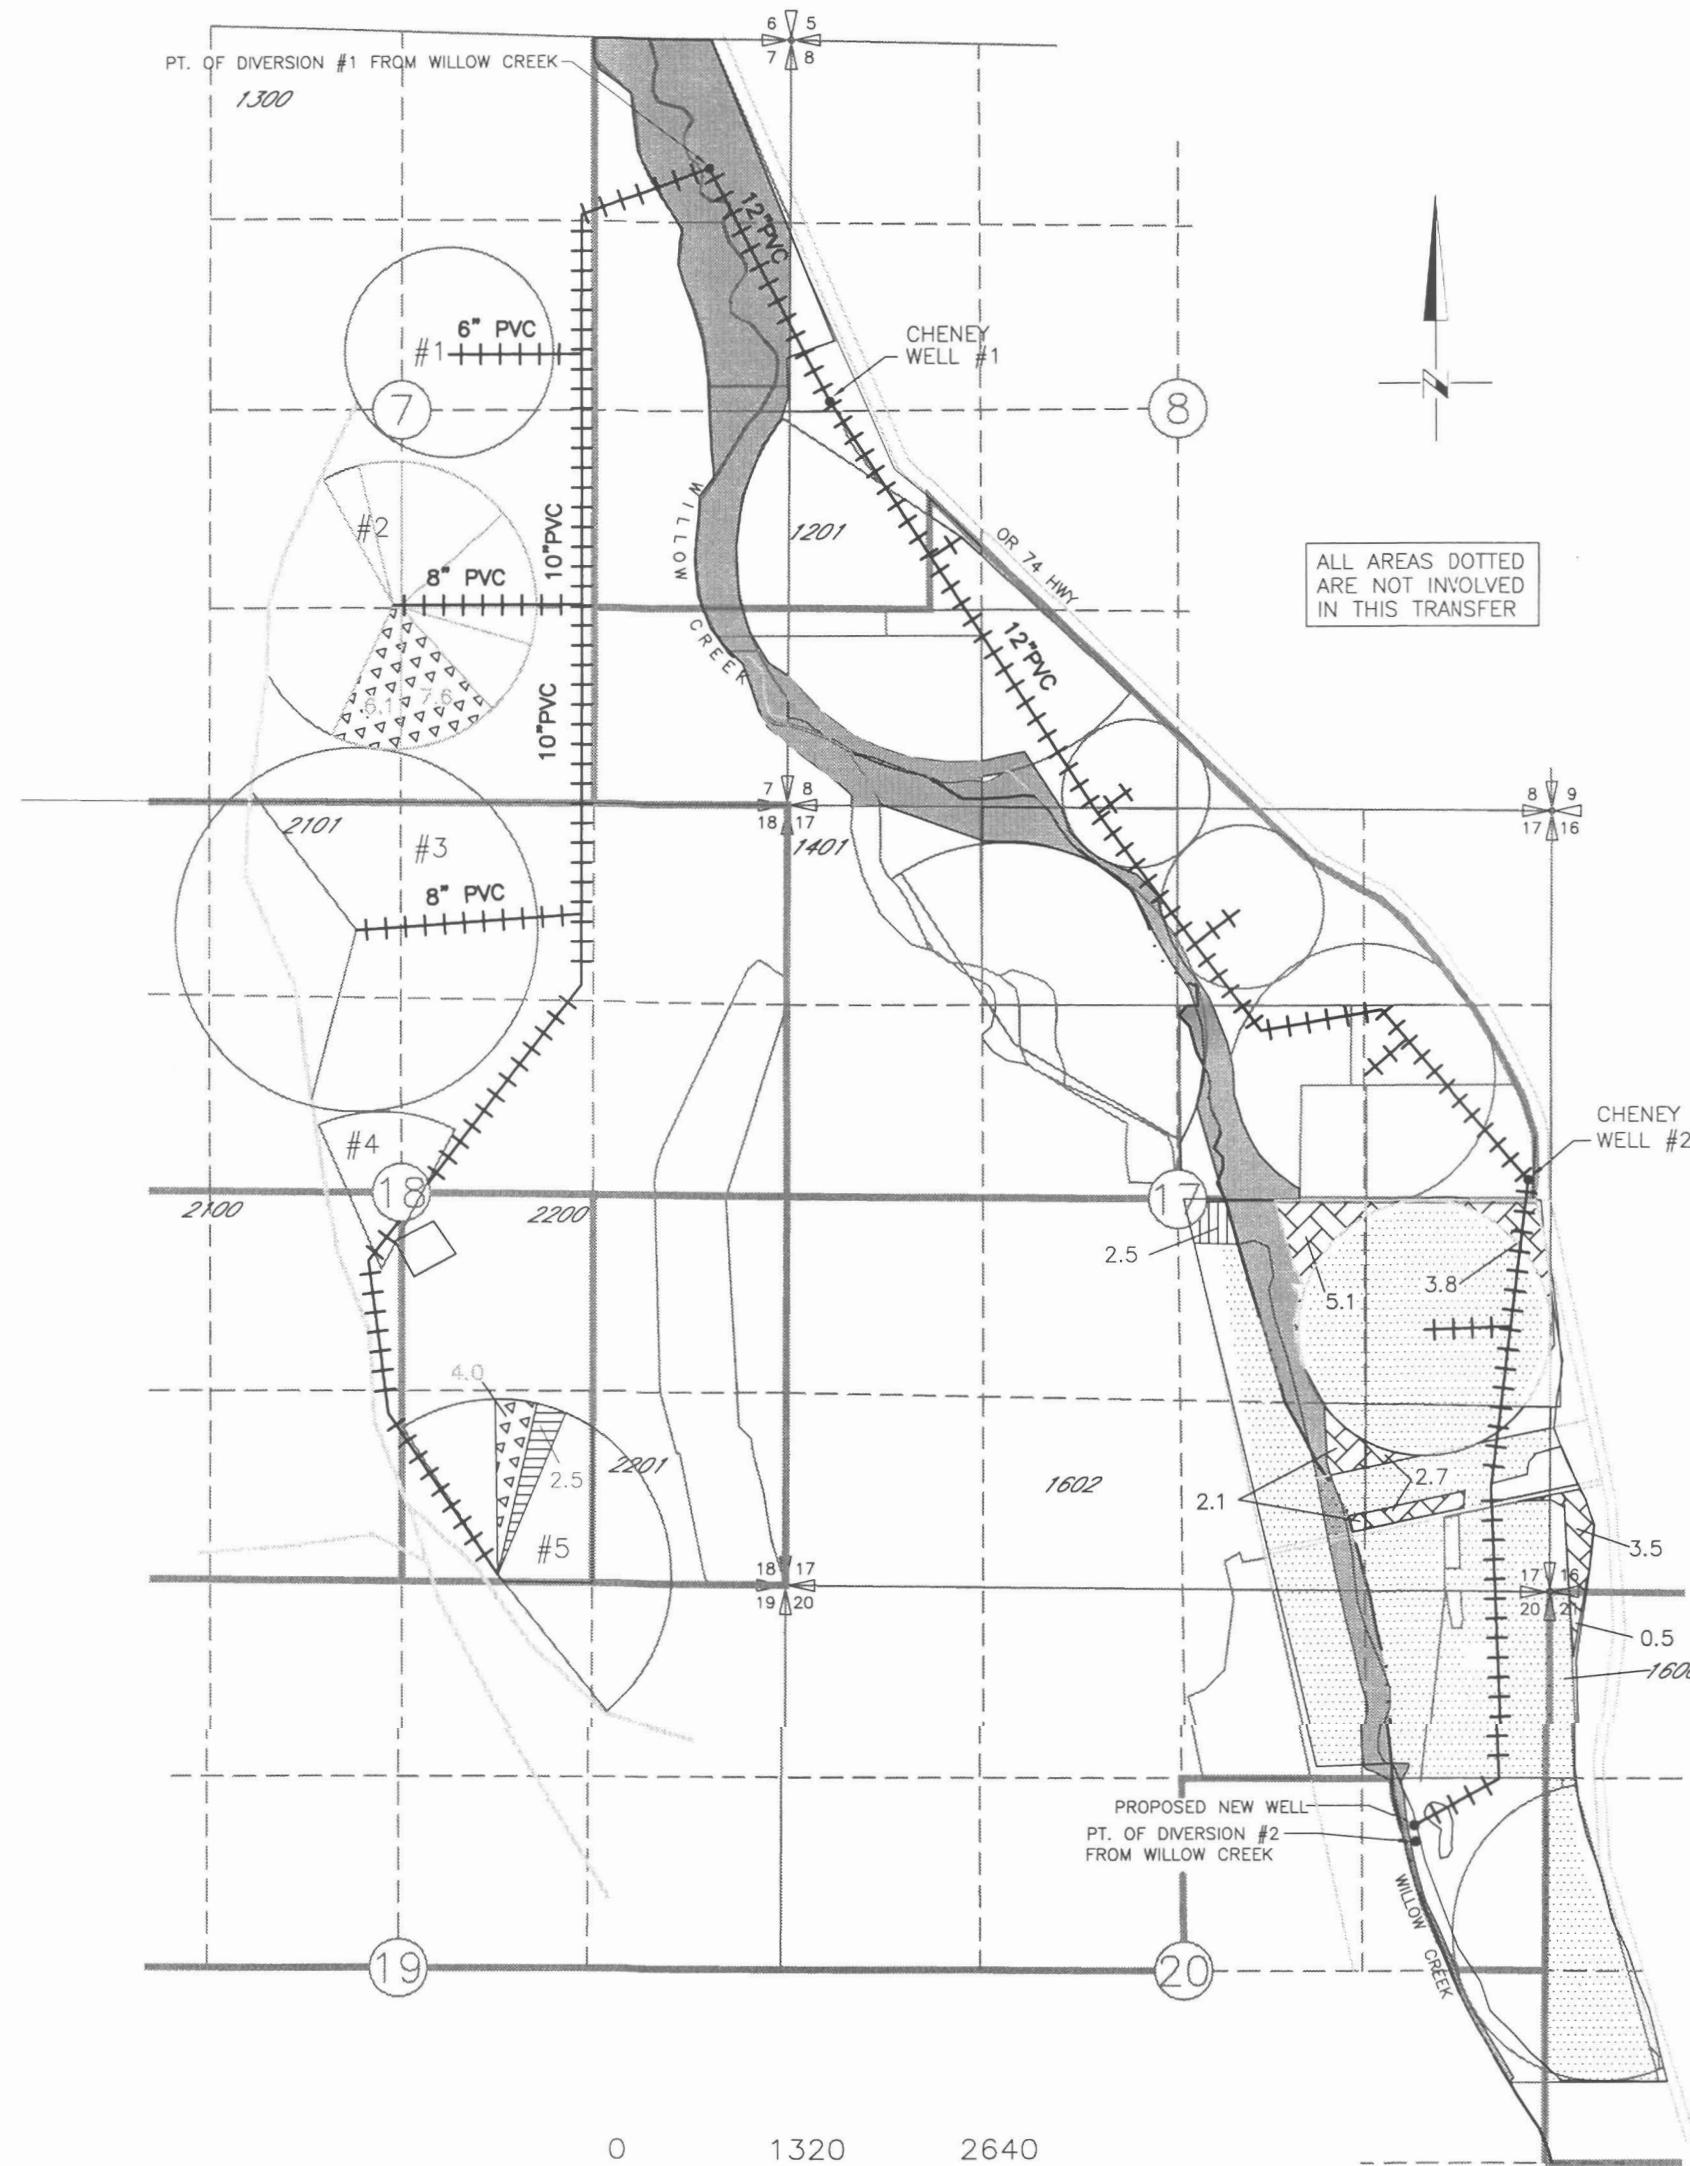 6 5
7 8
PT. OF DIVERSION #1 FROM WILLOW CREEK
1300
12"PVC
CHENEY
WELL #1
6" PVC
#1
7
8
#2
10"PVC
WILLOW
1201
OR 74 HWY
ALL AREAS DOTTED
ARE NOT INVOLVED
IN THIS TRANSFER
8" PVC
CREEK
12"PVC
6.1
7.6
10"PVC
7 8
18 17
8 9
17 16
2101
#3
1401
8" PVC
CHENEY
WELL #2
#4
18
17
2100
2200
2.5
5.1
3.8
4.0
2.5
2201
1602
2.1
2.7
#5
3.5
18 17
19 20
17 16
20 21
0.5
PROPOSED NEW WELL
PT. OF DIVERSION #2
FROM WILLOW CREEK
WILLOW
CREEK
19
20
0 1320 2640